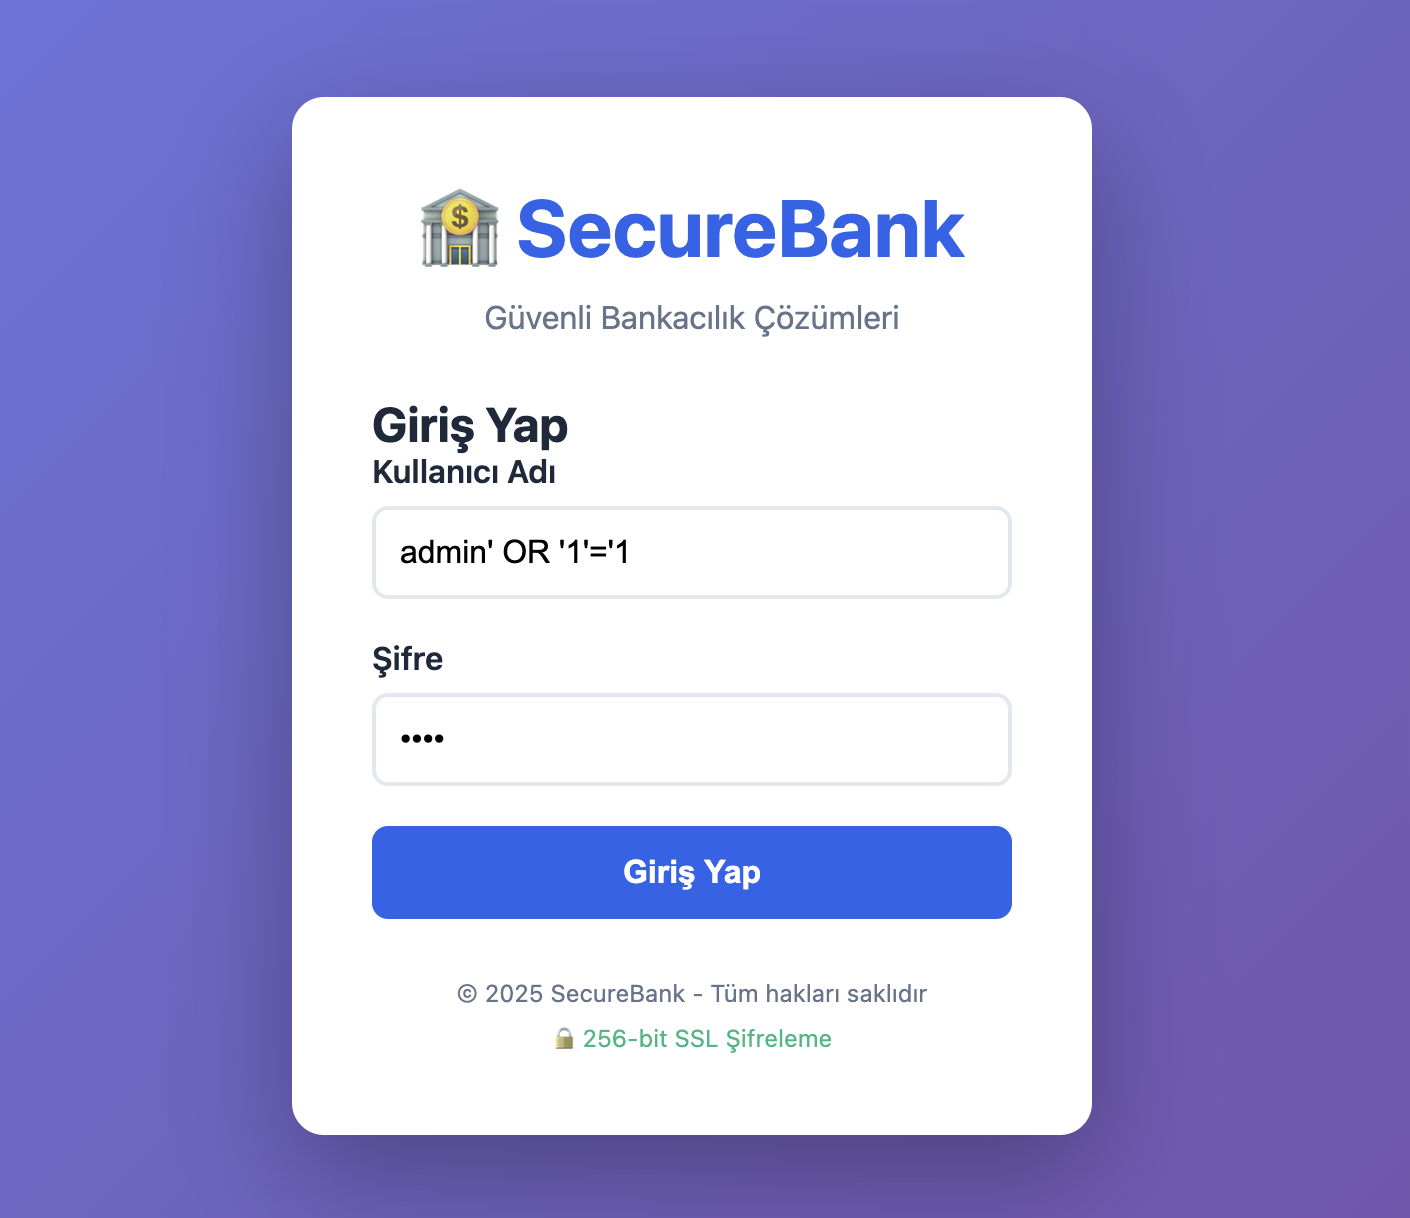 SecureBank
Güvenli Bankacılık Çözümleri
Giriş Yap
Kullanıcı Adı
admin' OR '1'='1
Şifre
••••
Giriş Yap
© 2025 SecureBank - Tüm hakları saklıdır
256-bit SSL Şifreleme